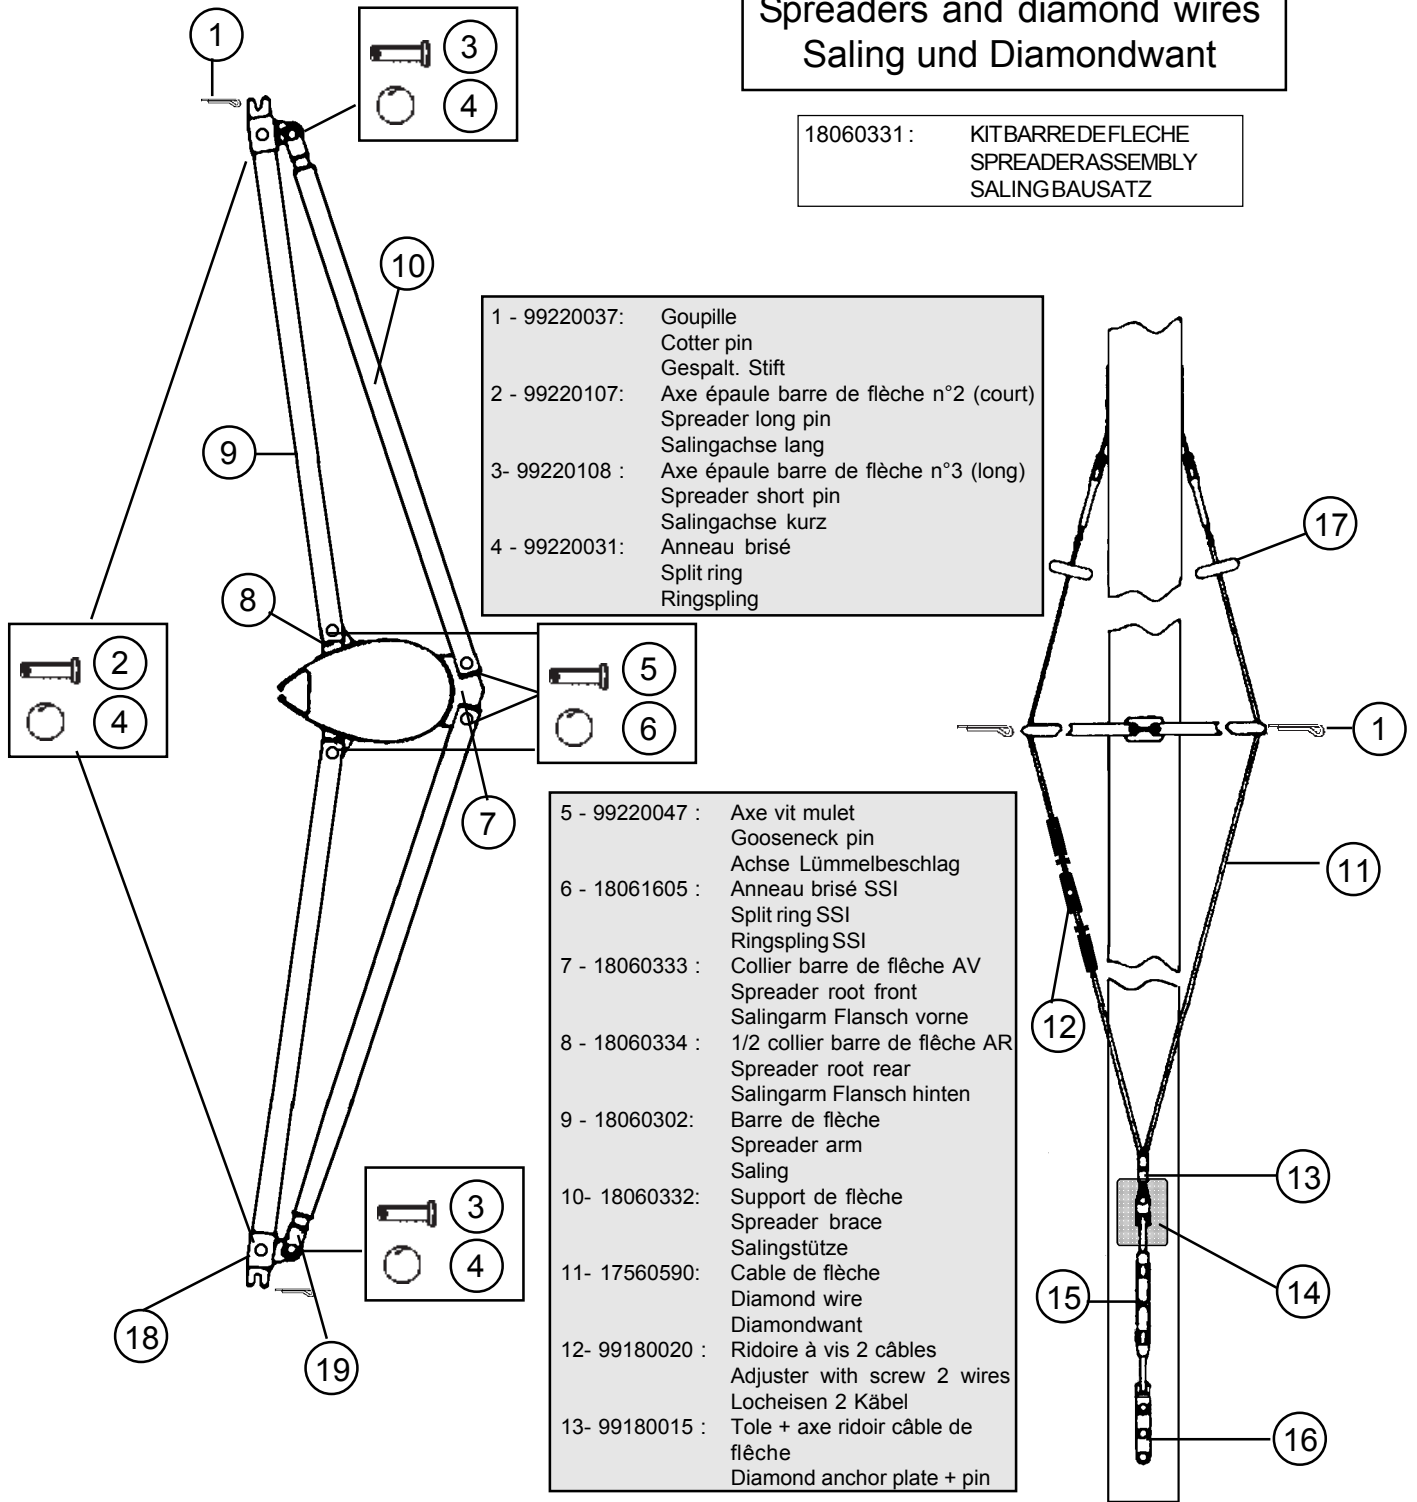 Spreaders and diamond wires
Saling und Diamondwant
18060331 : KIT BARRE DE FLECHE
SPREADER ASSEMBLY
SALING BAUSATZ
1
3
4
10
9
8
2
4
5
6
7
1 - 99220037: Goupille
Cotter pin
Gespalt. Stift
2 - 99220107: Axe épaule barre de flèche n°2 (court)
Spreader long pin
Salingachse lang
3- 99220108 : Axe épaule barre de flèche n°3 (long)
Spreader short pin
Salingachse kurz
4 - 99220031: Anneau brisé
Split ring
Ringspling
5 - 99220047 : Axe vit mulet
Gooseneck pin
Achse Lümmelbeschlag
6 - 18061605 : Anneau brisé SSI
Split ring SSI
Ringspling SSI
7 - 18060333 : Collier barre de flêche AV
Spreader root front
Salingarm Flansch vorne
8 - 18060334 : 1/2 collier barre de flêche AR
Spreader root rear
Salingarm Flansch hinten
9 - 18060302: Barre de flèche
Spreader arm
Saling
10- 18060332: Support de flèche
Spreader brace
Salingstütze
11- 17560590: Cable de flèche
Diamond wire
Diamondwant
12- 99180020 : Ridoire à vis 2 câbles
Adjuster with screw 2 wires
Locheisen 2 Käbel
13- 99180015 : Tole + axe ridoir câble de
flêche
Diamond anchor plate + pin
3
4
18
19
17
1
11
12
13
14
15
16